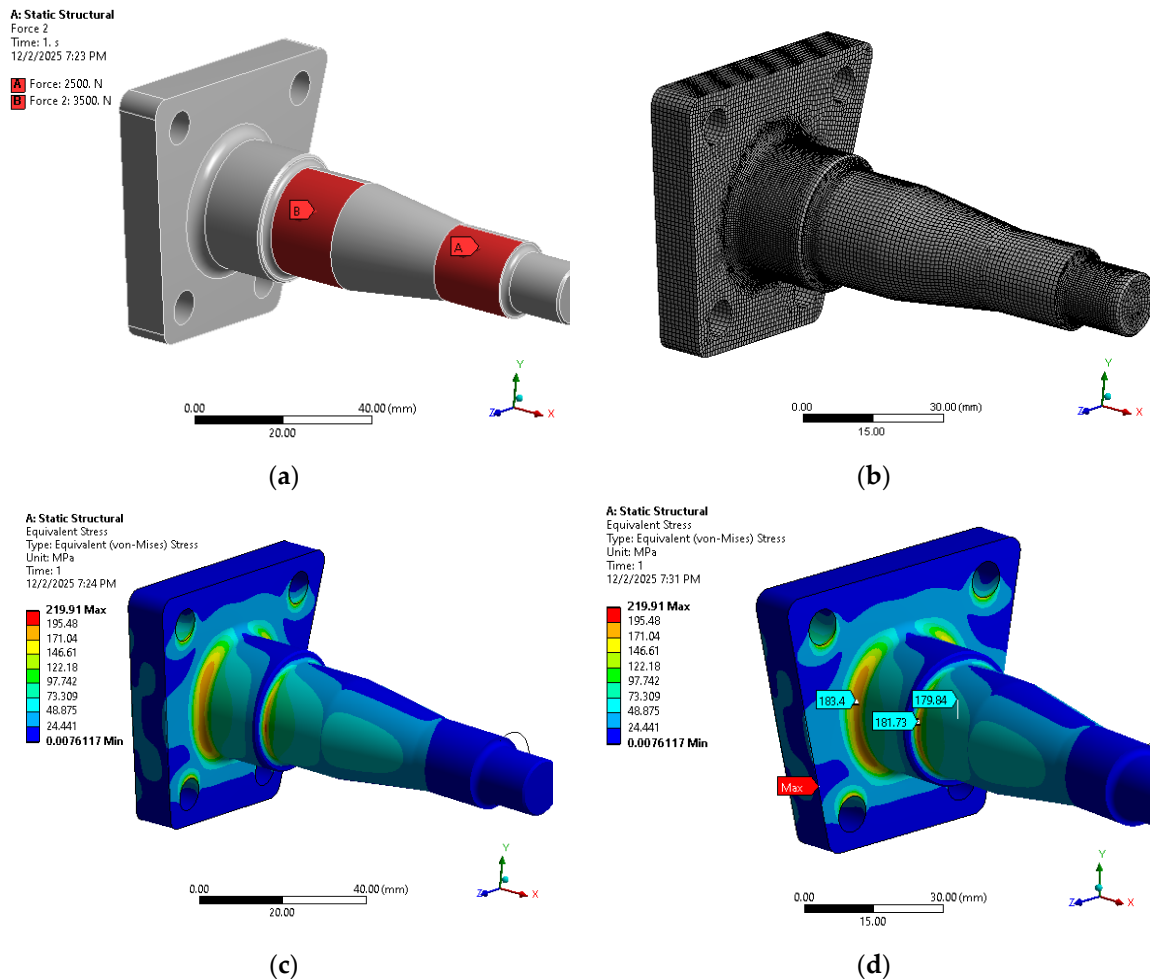 A: Static Structural
Force 2
Time: 1. s
12/2/2025 7:23 PM
A Force: 2500. N
B Force 2: 3500. N
B
A
Y
Z
X
0.00
40.00 (mm)
20.00
(a)
Y
Z
X
0.00
30.00 (mm)
15.00
(b)
A: Static Structural
Equivalent Stress
Type: Equivalent (von-Mises) Stress
Unit: MPa
Time: 1
12/2/2025 7:24 PM
219.91 Max
195.48
171.04
146.61
122.18
97.742
73.309
48.875
24.441
0.0076117 Min
Y
Z
X
0.00
40.00 (mm)
20.00
(c)
A: Static Structural
Equivalent Stress
Type: Equivalent (von-Mises) Stress
Unit: MPa
Time: 1
12/2/2025 7:31 PM
219.91 Max
195.48
171.04
146.61
122.18
97.742
73.309
48.875
24.441
0.0076117 Min
183.4
179.84
181.73
Max
Y
Z
X
0.00
30.00 (mm)
15.00
(d)